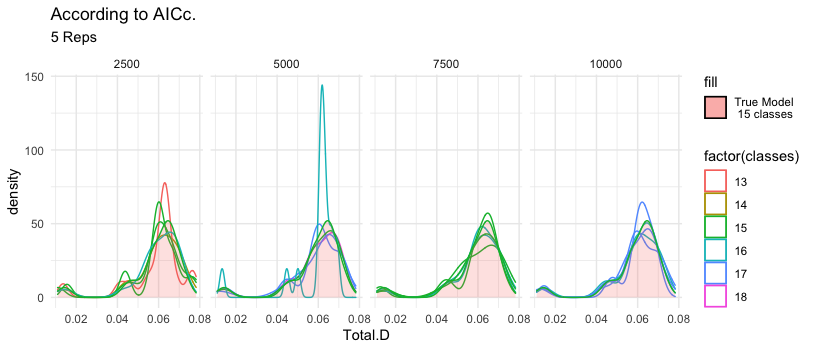 According to AICc.
5 Reps
2500 5000 7500 10000
150
100
50
0
density
0.02 0.04 0.06 0.08 0.02 0.04 0.06 0.08 0.02 0.04 0.06 0.08 0.02 0.04 0.06 0.08
Total.D
fill
True Model
15 classes
factor(classes)
13
14
15
16
17
18